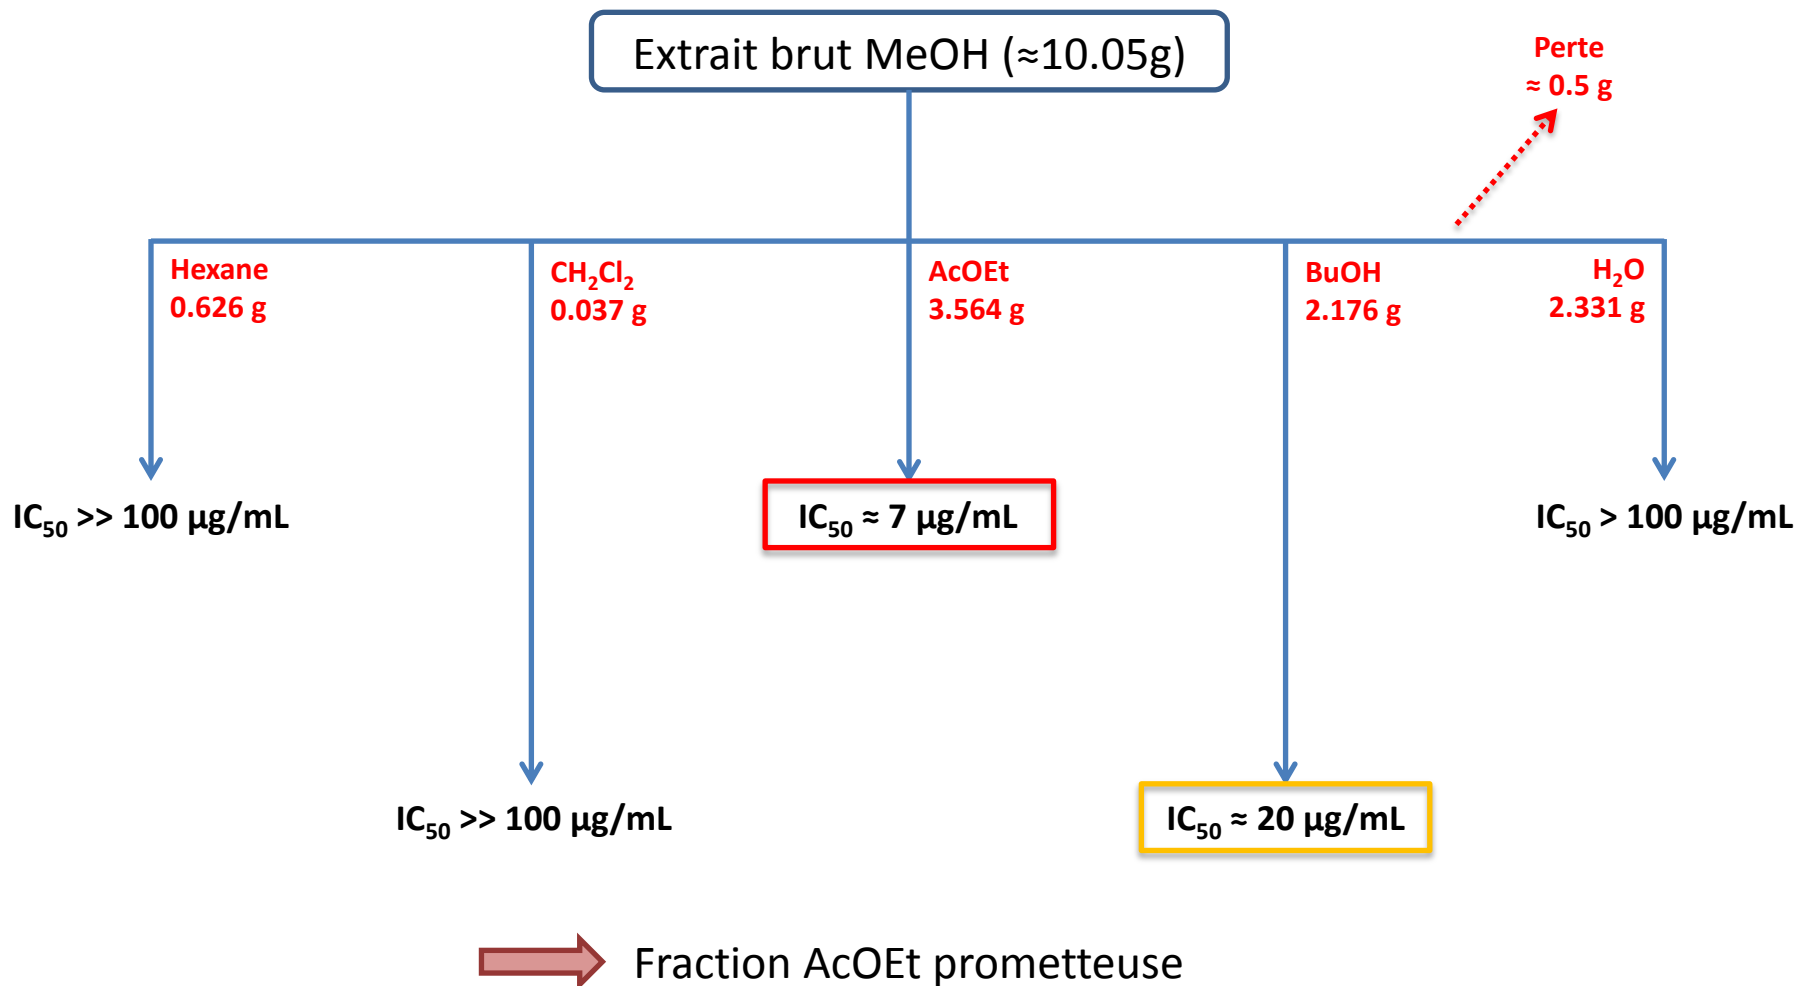 Extrait brut MeOH (≈10.05g)
Perte
≈ 0.5 g
Hexane
0.626 g
CH₂Cl₂
0.037 g
AcOEt
3.564 g
BuOH
2.176 g
H₂O
2.331 g
IC₅₀ >> 100 µg/mL
IC₅₀ ≈ 7 µg/mL
IC₅₀ > 100 µg/mL
IC₅₀ >> 100 µg/mL
IC₅₀ ≈ 20 µg/mL
Fraction AcOEt prometteuse